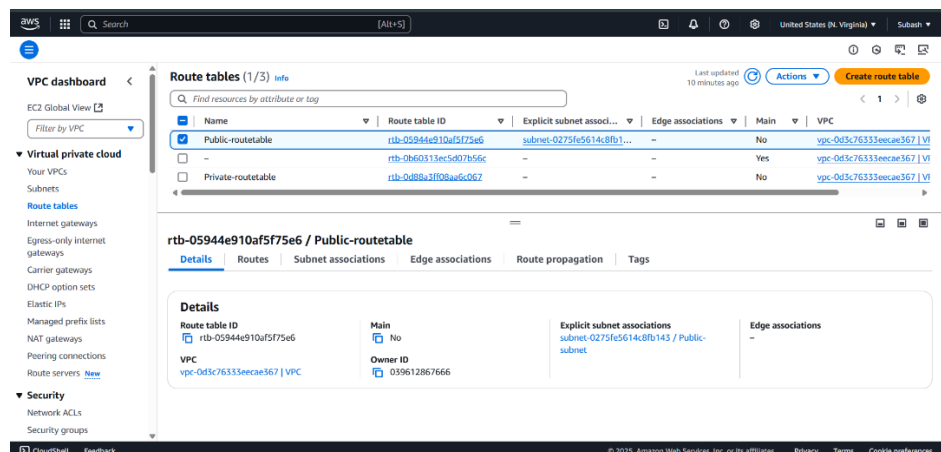 aws
Search [Alt+S] United States (N. Virginia) Subash
VPC dashboard
EC2 Global View
Filter by VPC
Virtual private cloud
Your VPCs
Subnets
Route tables
Internet gateways
Egress-only internet
gateways
Carrier gateways
DHCP option sets
Elastic IPs
Managed prefix lists
NAT gateways
Peering connections
Route servers New
Security
Network ACLs
Security groups
Route tables (1/3) Info
Last updated
10 minutes ago
Actions
Create route table
Find resources by attribute or tag
1
Name Route table ID Explicit subnet associ... Edge associations Main VPC
Public-routetable rtb-05944e910af5f75e6 subnet-0275fe5614c8fb1... – No vpc-0d3c76333eecae367 |
– rtb-0b60313ec5d07b56c – – Yes vpc-0d3c76333eecae367 |
Private-routetable rtb-0d88a3ff08aa6c067 – – No vpc-0d3c76333eecae367 |
rtb-05944e910af5f75e6 / Public-routetable
Details Routes Subnet associations Edge associations Route propagation Tags
Details
Route table ID
rtb-05944e910af5f75e6
Main
No
Explicit subnet associations
subnet-0275fe5614c8fb143 / Public-
subnet
Edge associations
–
VPC
vpc-0d3c76333eecae367 | VPC
Owner ID
039612867666
CloudShell Feedback © 2025, Amazon Web Services, Inc. or its affiliates. Privacy Terms Cookie preferences